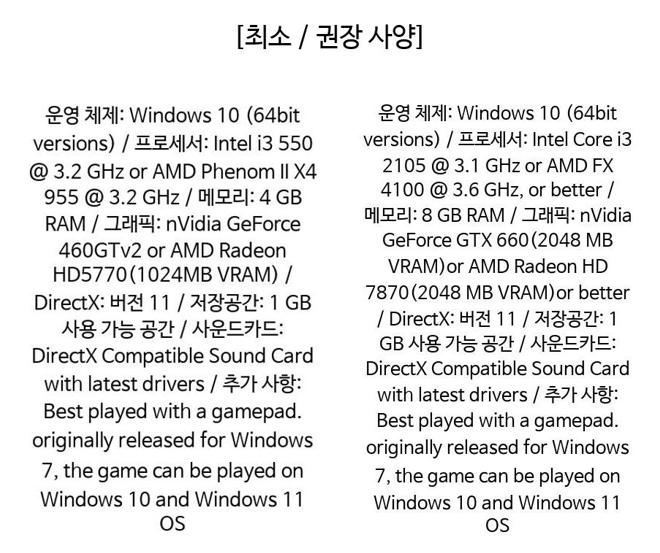 [최소 / 권장 사양]
운영 체제: Windows 10 (64bit
versions) / 프로세서: Intel i3 550
@ 3.2 GHz or AMD Phenom II X4
955 @ 3.2 GHz / 메모리: 4 GB
RAM / 그래픽: nVidia GeForce
460GTv2 or AMD Radeon
HD5770(1024MB VRAM) /
DirectX: 버전 11 / 저장공간: 1 GB
사용 가능 공간 / 사운드카드:
DirectX Compatible Sound Card
with latest drivers / 추가 사항:
Best played with a gamepad.
originally released for Windows
7, the game can be played on
Windows 10 and Windows 11
OS
운영 체제: Windows 10 (64bit
versions) / 프로세서: Intel Core i3
2105 @ 3.1 GHz or AMD FX
4100 @ 3.6 GHz, or better /
메모리: 8 GB RAM / 그래픽: nVidia
GeForce GTX 660(2048 MB
VRAM)or AMD Radeon HD
7870(2048 MB VRAM)or better
/ DirectX: 버전 11 / 저장공간: 1
GB 사용 가능 공간 / 사운드카드:
DirectX Compatible Sound Card
with latest drivers / 추가 사항:
Best played with a gamepad.
originally released for Windows
7, the game can be played on
Windows 10 and Windows 11
OS